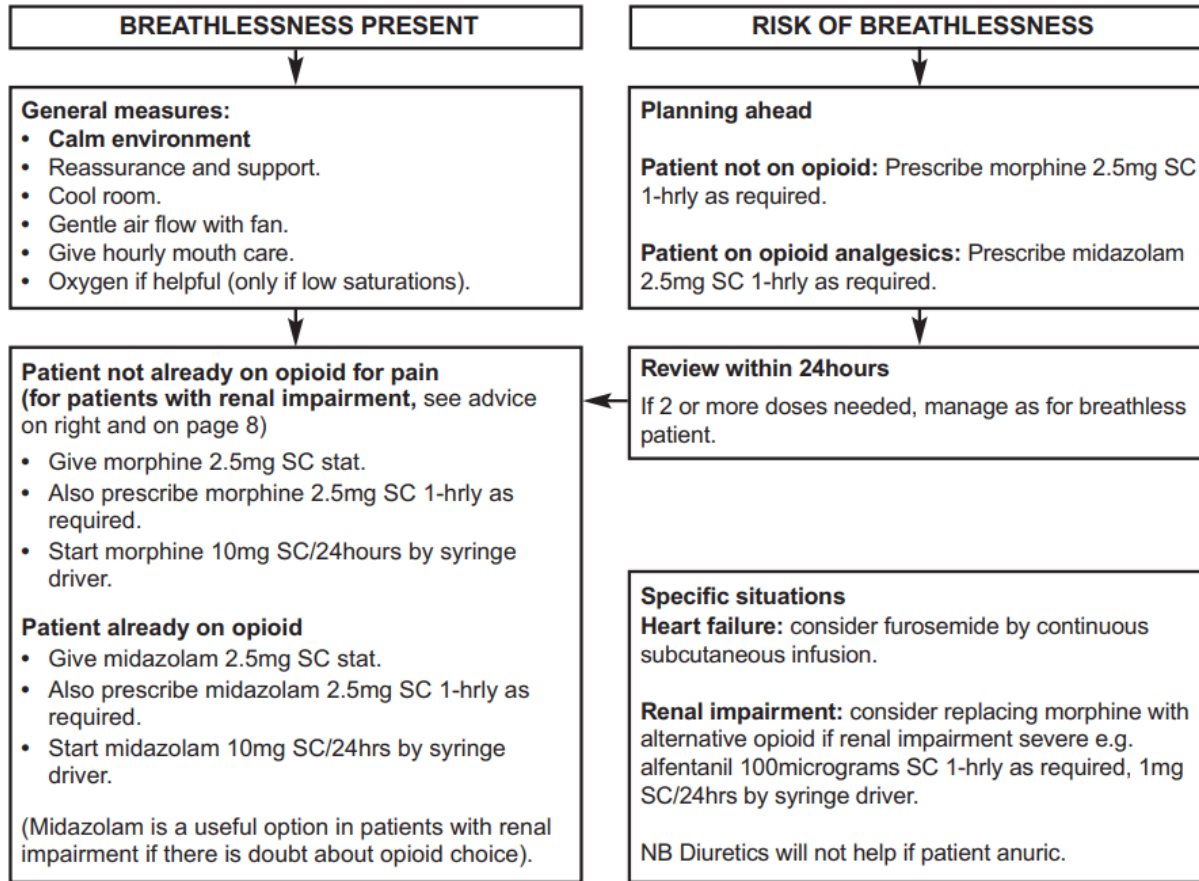 BREATHLESSNESS PRESENT
General measures:
• Calm environment
• Reassurance and support.
• Cool room.
• Gentle air flow with fan.
• Give hourly mouth care.
• Oxygen if helpful (only if low saturations).
Patient not already on opioid for pain
(for patients with renal impairment, see advice
on right and on page 8)
• Give morphine 2.5mg SC stat.
• Also prescribe morphine 2.5mg SC 1-hrly as
required.
• Start morphine 10mg SC/24hours by syringe
driver.
Patient already on opioid
• Give midazolam 2.5mg SC stat.
• Also prescribe midazolam 2.5mg SC 1-hrly as
required.
• Start midazolam 10mg SC/24hrs by syringe
driver.
(Midazolam is a useful option in patients with renal
impairment if there is doubt about opioid choice).
RISK OF BREATHLESSNESS
Planning ahead
Patient not on opioid: Prescribe morphine 2.5mg SC
1-hrly as required.
Patient on opioid analgesics: Prescribe midazolam
2.5mg SC 1-hrly as required.
Review within 24hours
If 2 or more doses needed, manage as for breathless
patient.
Specific situations
Heart failure: consider furosemide by continuous
subcutaneous infusion.
Renal impairment: consider replacing morphine with
alternative opioid if renal impairment severe e.g.
alfentanil 100micrograms SC 1-hrly as required, 1mg
SC/24hrs by syringe driver.
NB Diuretics will not help if patient anuric.